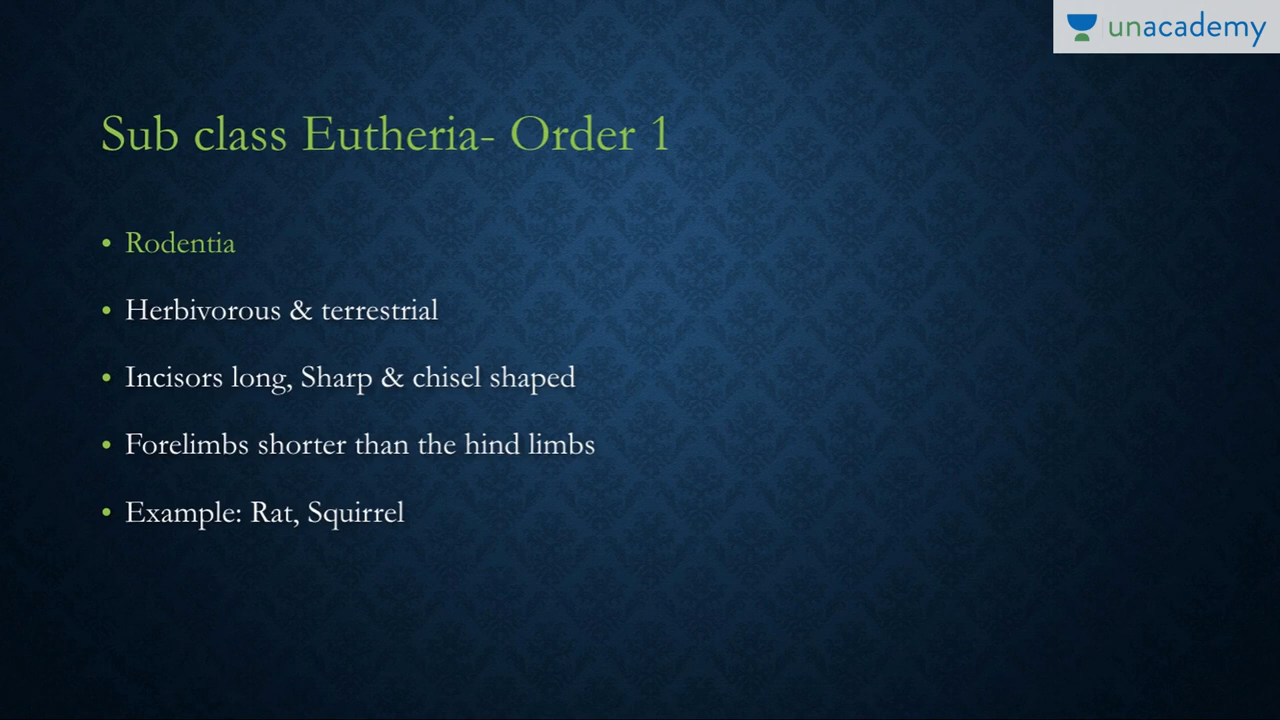 unacademy
Sub class Eutheria- Order 1
• Rodentia
• Herbivorous & terrestrial
• Incisors long, Sharp & chisel shaped
• Forelimbs shorter than the hind limbs
• Example: Rat, Squirrel